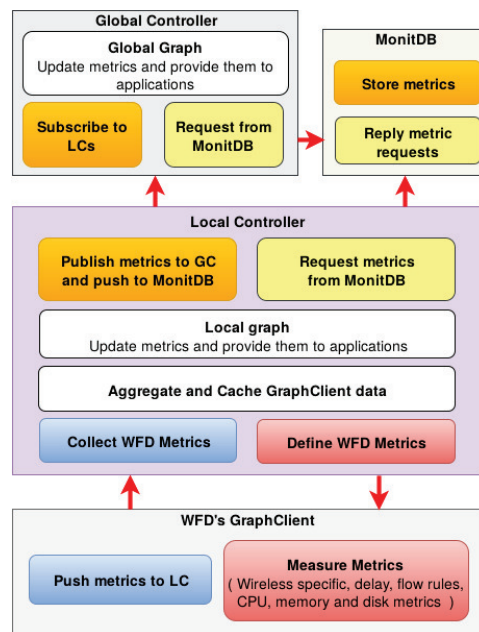 Global Controller
Global Graph
Update metrics and provide them to
applications
Subscribe to
LCs
Request from
MonitDB
MonitDB
Store metrics
Reply metric
requests
Local Controller
Publish metrics to GC
and push to MonitDB
Request metrics
from MonitDB
Local graph
Update metrics and provide them to applications
Aggregate and Cache GraphClient data
Collect WFD Metrics
Define WFD Metrics
WFD's GraphClient
Push metrics to LC
Measure Metrics
( Wireless specific, delay, flow rules,
CPU, memory and disk metrics )